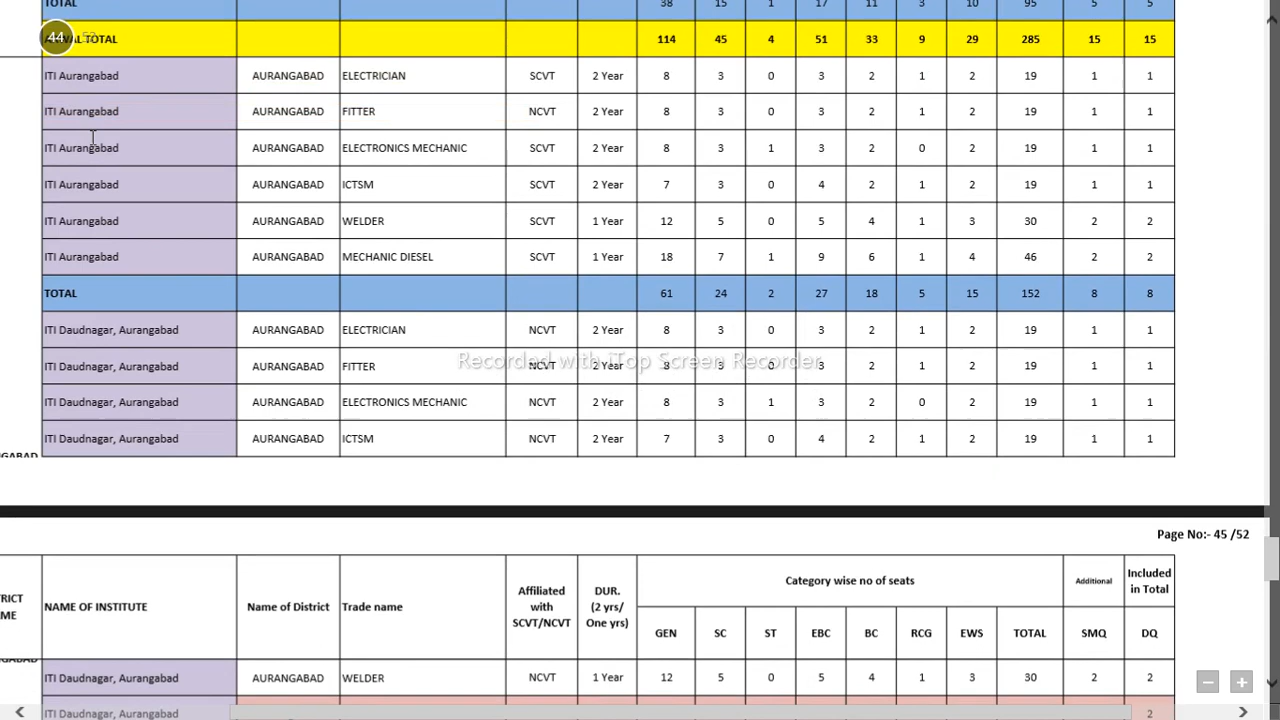 TOTAL 38 15 1 17 11 3 10 95 5 5
44
TOTAL 114 45 4 51 33 9 29 285 15 15
ITI Aurangabad AURANGABAD ELECTRICIAN SCVT 2 Year 8 3 0 3 2 1 2 19 1 1
ITI Aurangabad AURANGABAD FITTER NCVT 2 Year 8 3 0 3 2 1 2 19 1 1
ITI Aurangabad AURANGABAD ELECTRONICS MECHANIC SCVT 2 Year 8 3 1 3 2 0 2 19 1 1
ITI Aurangabad AURANGABAD ICTSM SCVT 2 Year 7 3 0 4 2 1 2 19 1 1
ITI Aurangabad AURANGABAD WELDER SCVT 1 Year 12 5 0 5 4 1 3 30 2 2
ITI Aurangabad AURANGABAD MECHANIC DIESEL SCVT 1 Year 18 7 1 9 6 1 4 46 2 2
TOTAL 61 24 2 27 18 5 15 152 8 8
ITI Daudnagar, Aurangabad AURANGABAD ELECTRICIAN NCVT 2 Year 8 3 0 3 2 1 2 19 1 1
Recorded with iTop Screen Recorder
ITI Daudnagar, Aurangabad AURANGABAD FITTER NCVT 2 Year 8 3 0 3 2 1 2 19 1 1
ITI Daudnagar, Aurangabad AURANGABAD ELECTRONICS MECHANIC NCVT 2 Year 8 3 1 3 2 0 2 19 1 1
ITI Daudnagar, Aurangabad AURANGABAD ICTSM NCVT 2 Year 7 3 0 4 2 1 2 19 1 1
Page No:- 45 /52
NAME OF INSTITUTE
Name of District
Trade name
Affiliated
with
SCVT/NCVT
DUR.
(2 yrs/
One yrs)
Category wise no of seats
Additional
Included
in Total
GEN SC ST EBC BC RCG EWS TOTAL SMQ DQ
ITI Daudnagar, Aurangabad AURANGABAD WELDER NCVT 1 Year 12 5 0 5 4 1 3 30 2 2
ITI Daudnagar, Aurangabad 2